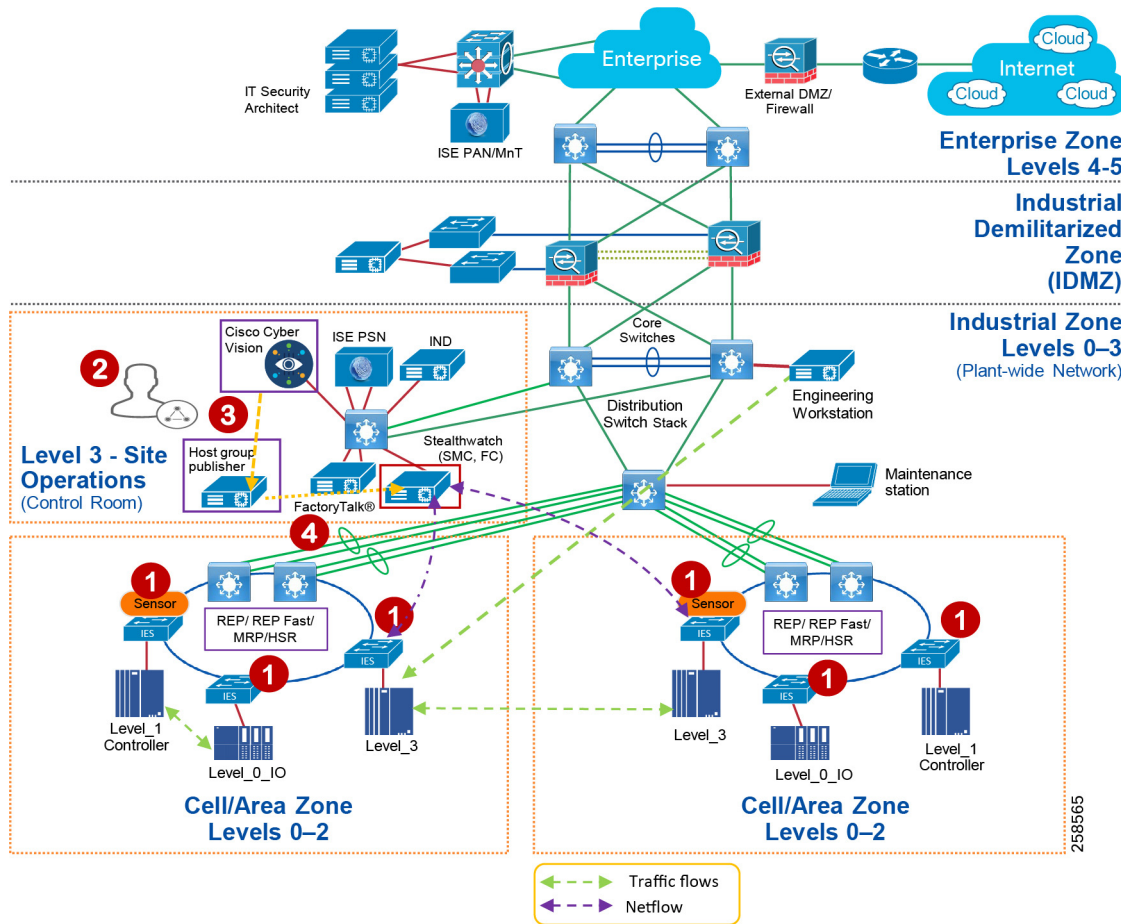 Cloud
Enterprise
Internet
Cloud
Cloud
IT Security
Architect
External DMZ/
Firewall
ISE PAN/MnT
Enterprise Zone
Levels 4-5
Industrial
Demilitarized
Zone
(IDMZ)
Cisco Cyber
Vision
ISE PSN
IND
Core
Switches
Industrial Zone
Levels 0–3
(Plant-wide Network)
2
3
Engineering
Workstation
Distribution
Switch Stack
Level 3 - Site
Operations
(Control Room)
Host group
publisher
Stealthwatch
(SMC, FC)
FactoryTalk®
Maintenance
station
4
1
Sensor
IES
REP/ REP Fast/
MRP/HSR
1
IES
1
IES
Level_1
Controller
Level_0_IO
Level_3
Cell/Area Zone
Levels 0–2
1
Sensor
IES
REP/ REP Fast/
MRP/HSR
1
IES
1
IES
Level_3
Level_0_IO
Level_1
Controller
Cell/Area Zone
Levels 0–2
258565
Traffic flows
Netflow